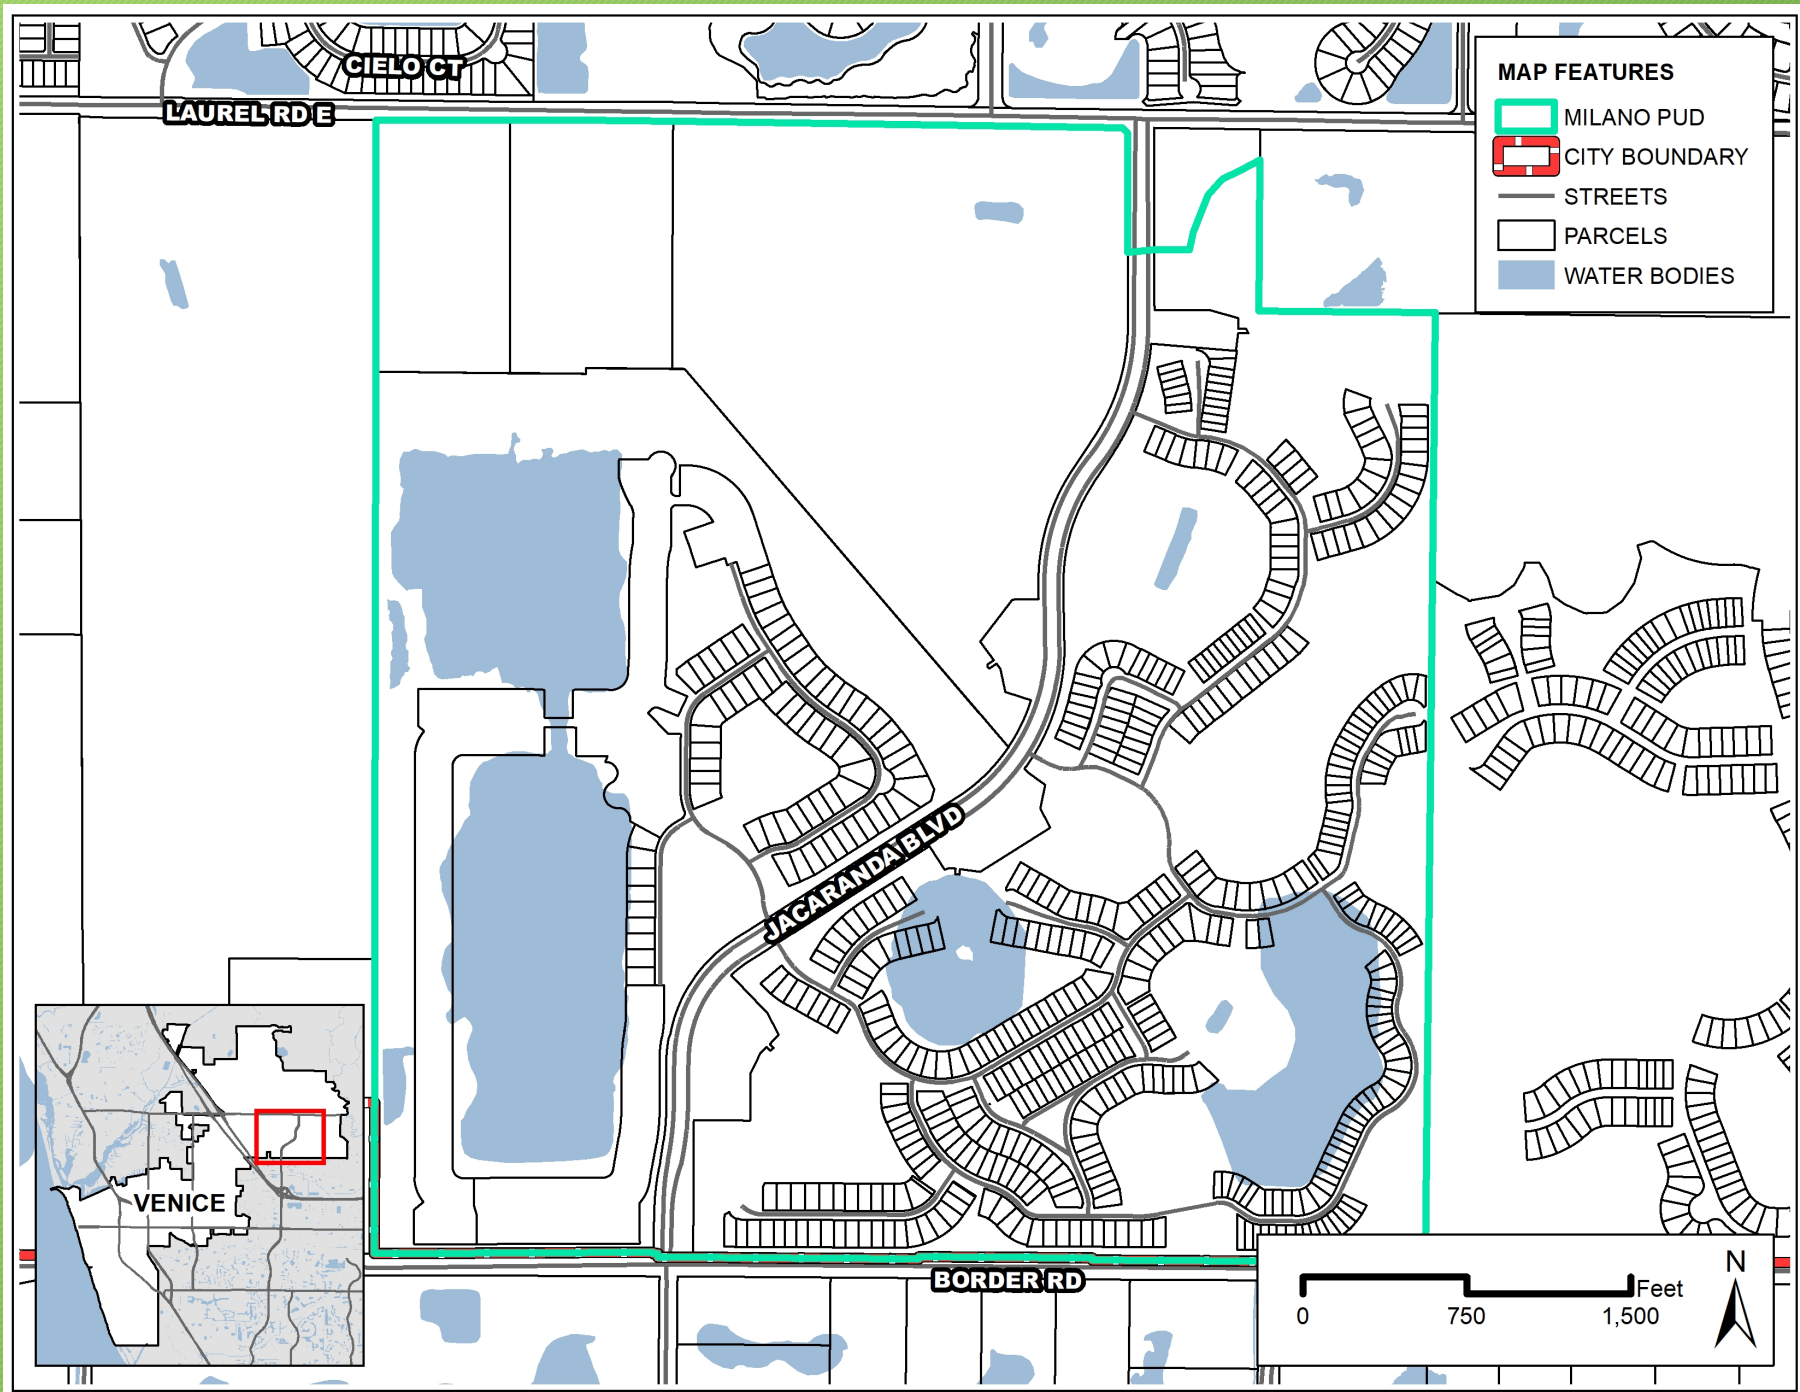 CIELO CT
LAUREL RD E
MAP FEATURES
MILANO PUD
CITY BOUNDARY
STREETS
PARCELS
WATER BODIES
JACARANDA BLVD
VENICE
BORDER RD
N
Feet
0 750 1,500